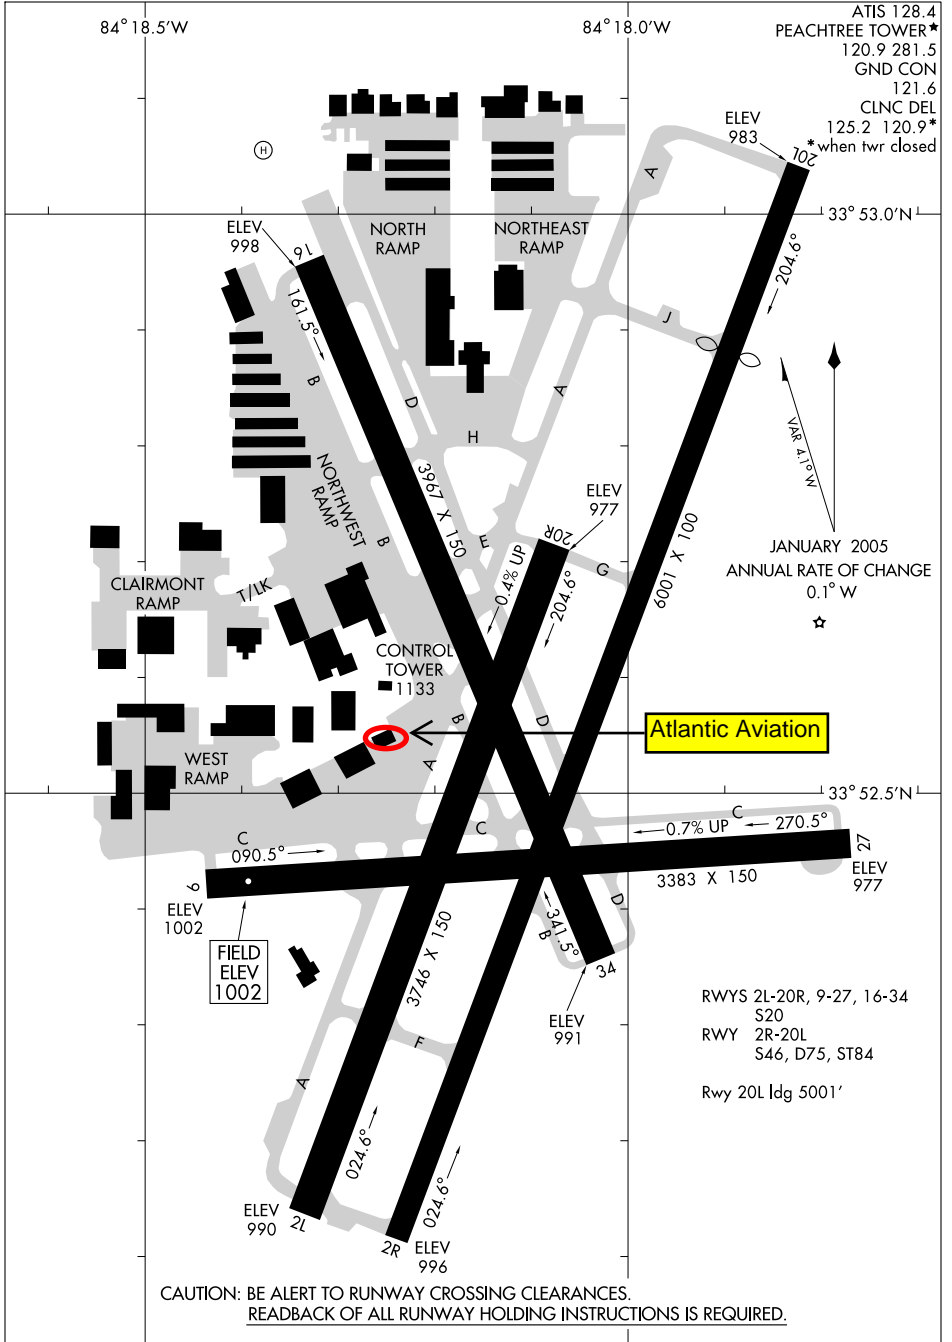 84°18.5'W
84°18.0'W
ATIS 128.4
PEACHTREE TOWER*
120.9 281.5
GND CON
121.6
CLNC DEL
125.2 120.9*
* when twr closed
ELEV
983
20L
A
H
33°53.0'N
NORTH
RAMP
NORTHEAST
RAMP
ELEV
998
16
204.6°
161.5°
B
J
D
A
VAR 4.1° W
H
NORTHWEST
RAMP
3967 X 150
B
E
ELEV
977
20R
6001 X 100
0.4% UP
204.6°
G
JANUARY 2005
ANNUAL RATE OF CHANGE
0.1° W
CLAIRMONT
RAMP
T/LK
CONTROL
TOWER
1133
B
D
Atlantic Aviation
WEST
RAMP
A
33°52.5'N
C
090.5°
C
C
0.7% UP
270.5°
27
9
3383 X 150
ELEV
977
ELEV
1002
FIELD
ELEV
1002
3746 X 150
341.5°
B
D
34
ELEV
991
RWYS 2L-20R, 9-27, 16-34
S20
RWY 2R-20L
S46, D75, ST84
Rwy 20L ldg 5001'
F
A
024.6°
024.6°
ELEV
990
2L
2R
ELEV
996
CAUTION: BE ALERT TO RUNWAY CROSSING CLEARANCES.
READBACK OF ALL RUNWAY HOLDING INSTRUCTIONS IS REQUIRED.